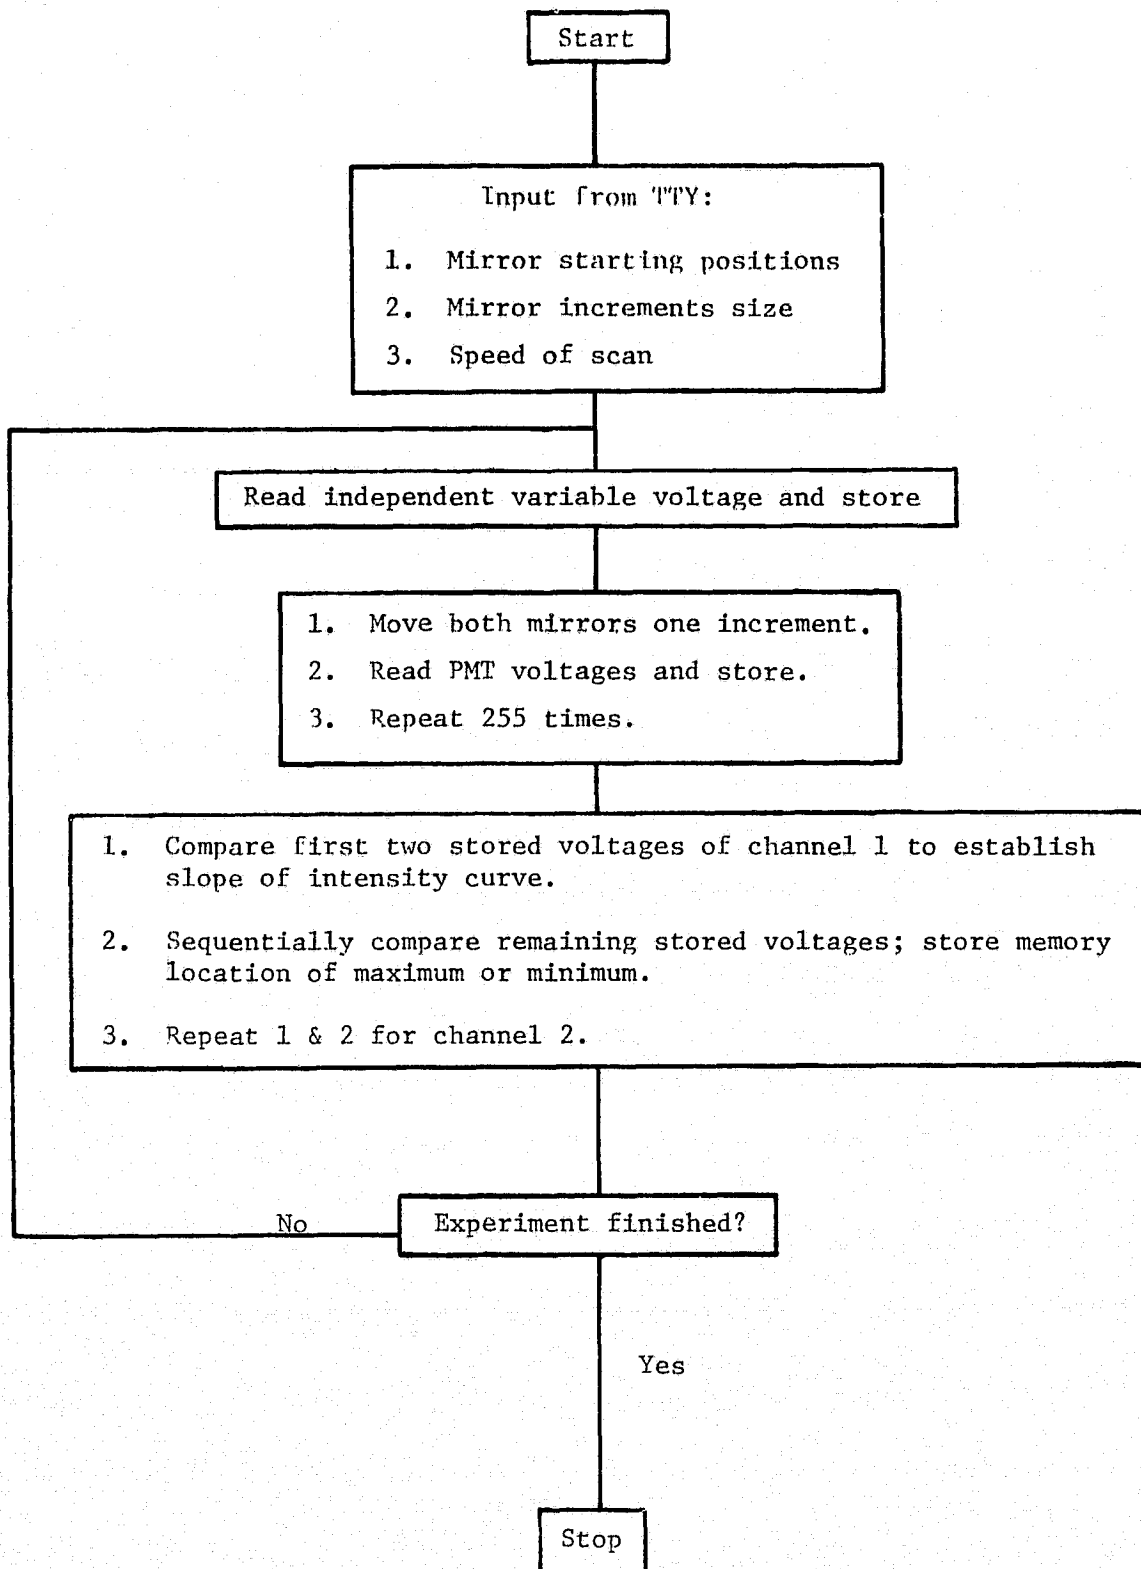 Start
Input from TTY:
1. Mirror starting positions
2. Mirror increments size
3. Speed of scan
Read independent variable voltage and store
1. Move both mirrors one increment.
2. Read PMT voltages and store.
3. Repeat 255 times.
1. Compare first two stored voltages of channel 1 to establish
slope of intensity curve.
2. Sequentially compare remaining stored voltages; store memory
location of maximum or minimum.
3. Repeat 1 & 2 for channel 2.
No
Experiment finished?
Yes
Stop